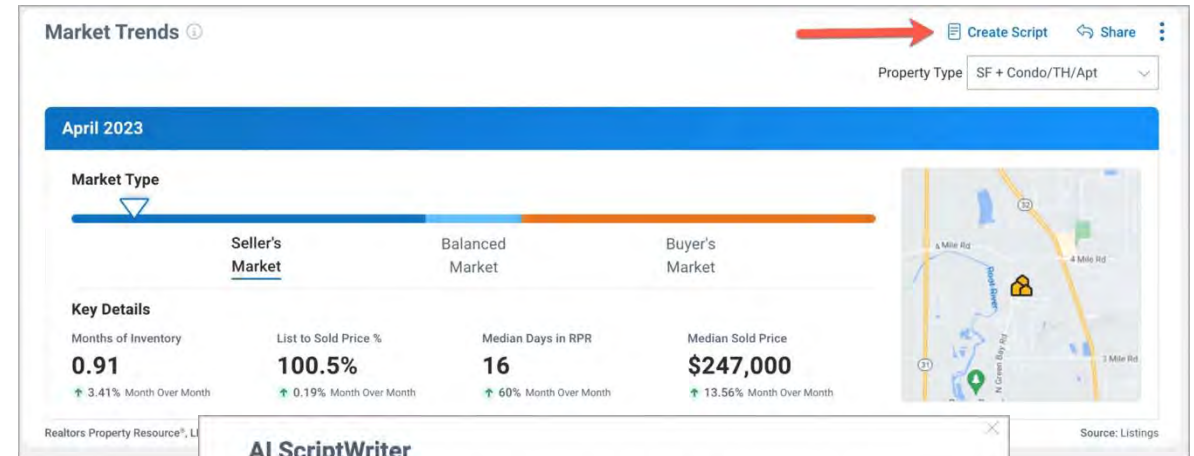 Market Trends
Create Script
Share
Property Type
SF + Condo/TH/Apt
April 2023
Market Type
Seller's
Market
Balanced
Market
Buyer's
Market
Key Details
Months of Inventory
0.91
↑ 3.41% Month Over Month
List to Sold Price %
100.5%
↑ 0.19% Month Over Month
Median Days in RPR
16
↑ 60% Month Over Month
Median Sold Price
$247,000
↑ 13.56% Month Over Month
32
4 Mile Rd
4 Mile Rd
Root River
31
N Green Bay Rd
3 Mile Rd
Realtors Property Resource®,
Source: Listings
AI ScriptWriter